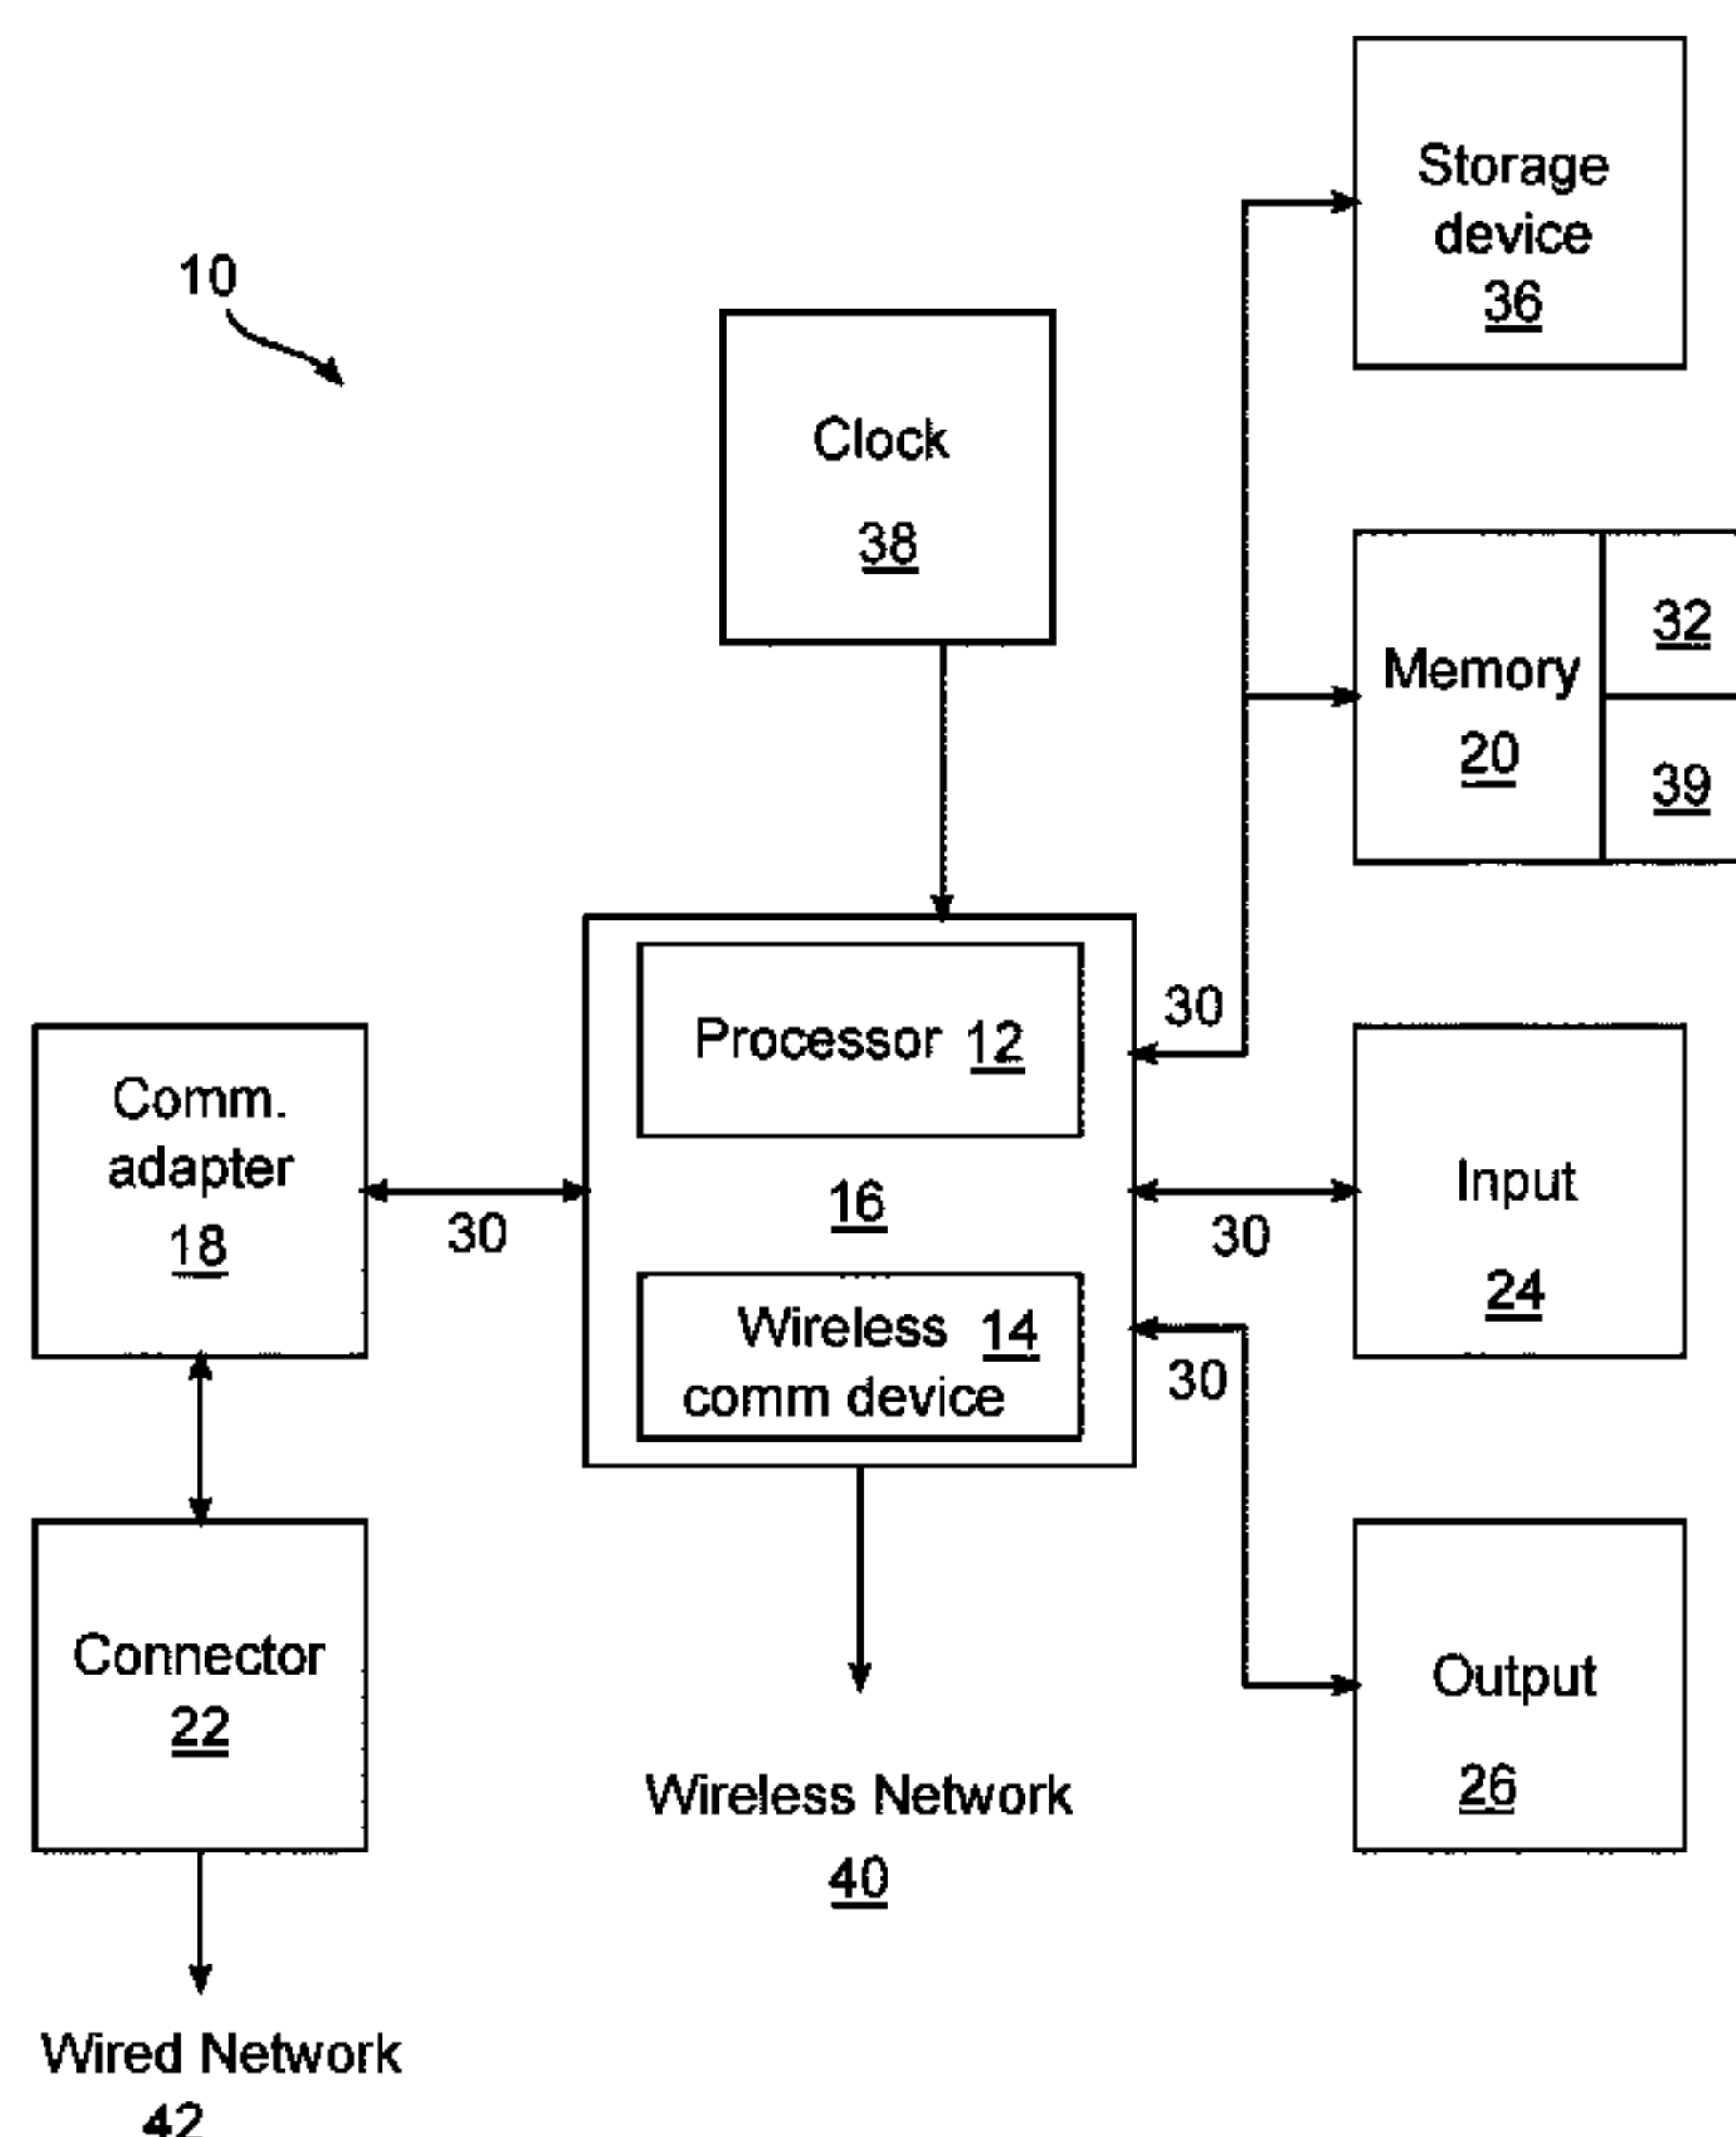 10
Storage
device
36
Clock
38
Memory
20
32
39
30
Processor 12
16
Wireless 14
comm device
Comm.
adapter
18
30
30
Input
24
30
Connector
22
Output
26
Wireless Network
40
Wired Network
42